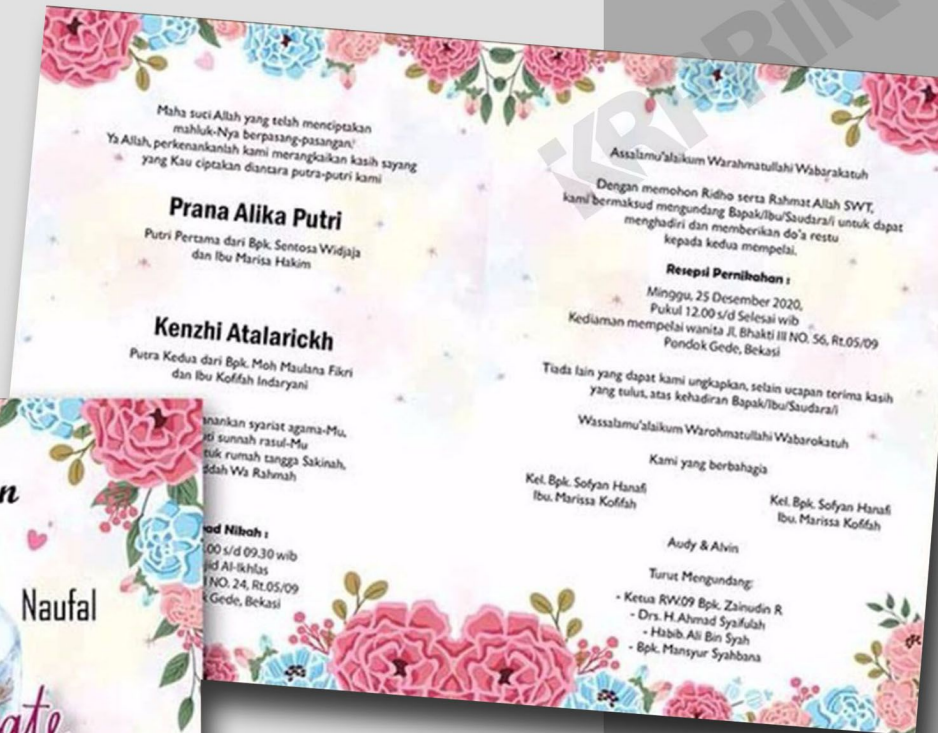 Maha suci Allah yang telah menciptakan
mahluk-Nya berpasang-pasangan.
Ya Allah, perkenankanlah kami merangkaikan kasih sayang
yang Kau ciptakan diantara putra-putri kami
Prana Alika Putri
Putri Pertama dari Bpk. Sentosa Widjaja
dan Ibu Marisa Hakim
Kenzhi Atalarickh
Putra Kedua dari Bpk. Moh Maulana Fikri
dan Ibu Kofifah Indaryani
syariat agama-Mu,
sunnah rasul-Mu
rumah tangga Sakinah,
Wa Rahmah
Nikah :
.00 s/d 09.30 wib
Al-Ikhlas
NO. 24, Rt.05/09
Gede, Bekasi
Assalamu'alaikum Warahmatullahi Wabarakatuh
Dengan memohon Ridho serta Rahmat Allah SWT,
kami bermaksud mengundang Bapak/Ibu/Saudara/i untuk dapat
menghadiri dan memberikan do'a restu
kepada kedua mempelai.
Resepsi Pernikahan :
Minggu, 25 Desember 2020,
Pukul 12.00 s/d Selesai wib
Kediaman mempelai wanita Jl. Bhakti III NO. 56, Rt.05/09
Pondok Gede, Bekasi
Tiada lain yang dapat kami ungkapkan, selain ucapan terima kasih
yang tulus, atas kehadiran Bapak/Ibu/Saudara/i
Wassalamu'alaikum Warohmatullahi Wabarokatuh
Kami yang berbahagia
Kel. Bpk. Sofyan Hanafi
Ibu. Marissa Kofifah
Kel. Bpk. Sofyan Hanafi
Ibu. Marissa Kofifah
Audy & Alvin
Turut Mengundang:
- Ketua RW.09 Bpk. Zainudin R
- Drs. H.Ahmad Syaifulah
- Habib. Ali Bin Syah
- Bpk. Mansyur Syahbana
Naufal